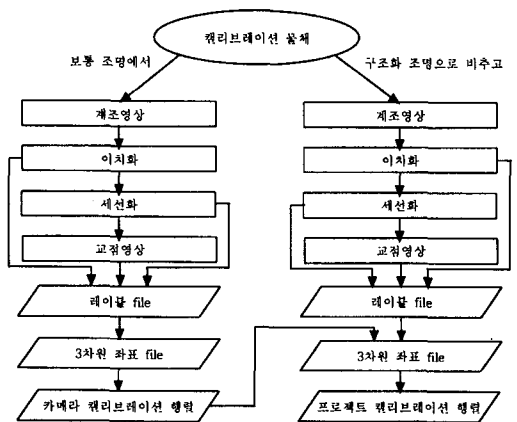 캘리브레이션 물체
보통 조명에서
구조화 조명으로 비추고
계조영상
이치화
세선화
교점영상
레이블 file
3차원 좌표 file
카메라 캘리브레이션 행렬
계조영상
이치화
세선화
교점영상
레이블 file
3차원 좌표 file
프로젝트 캘리브레이션 행렬